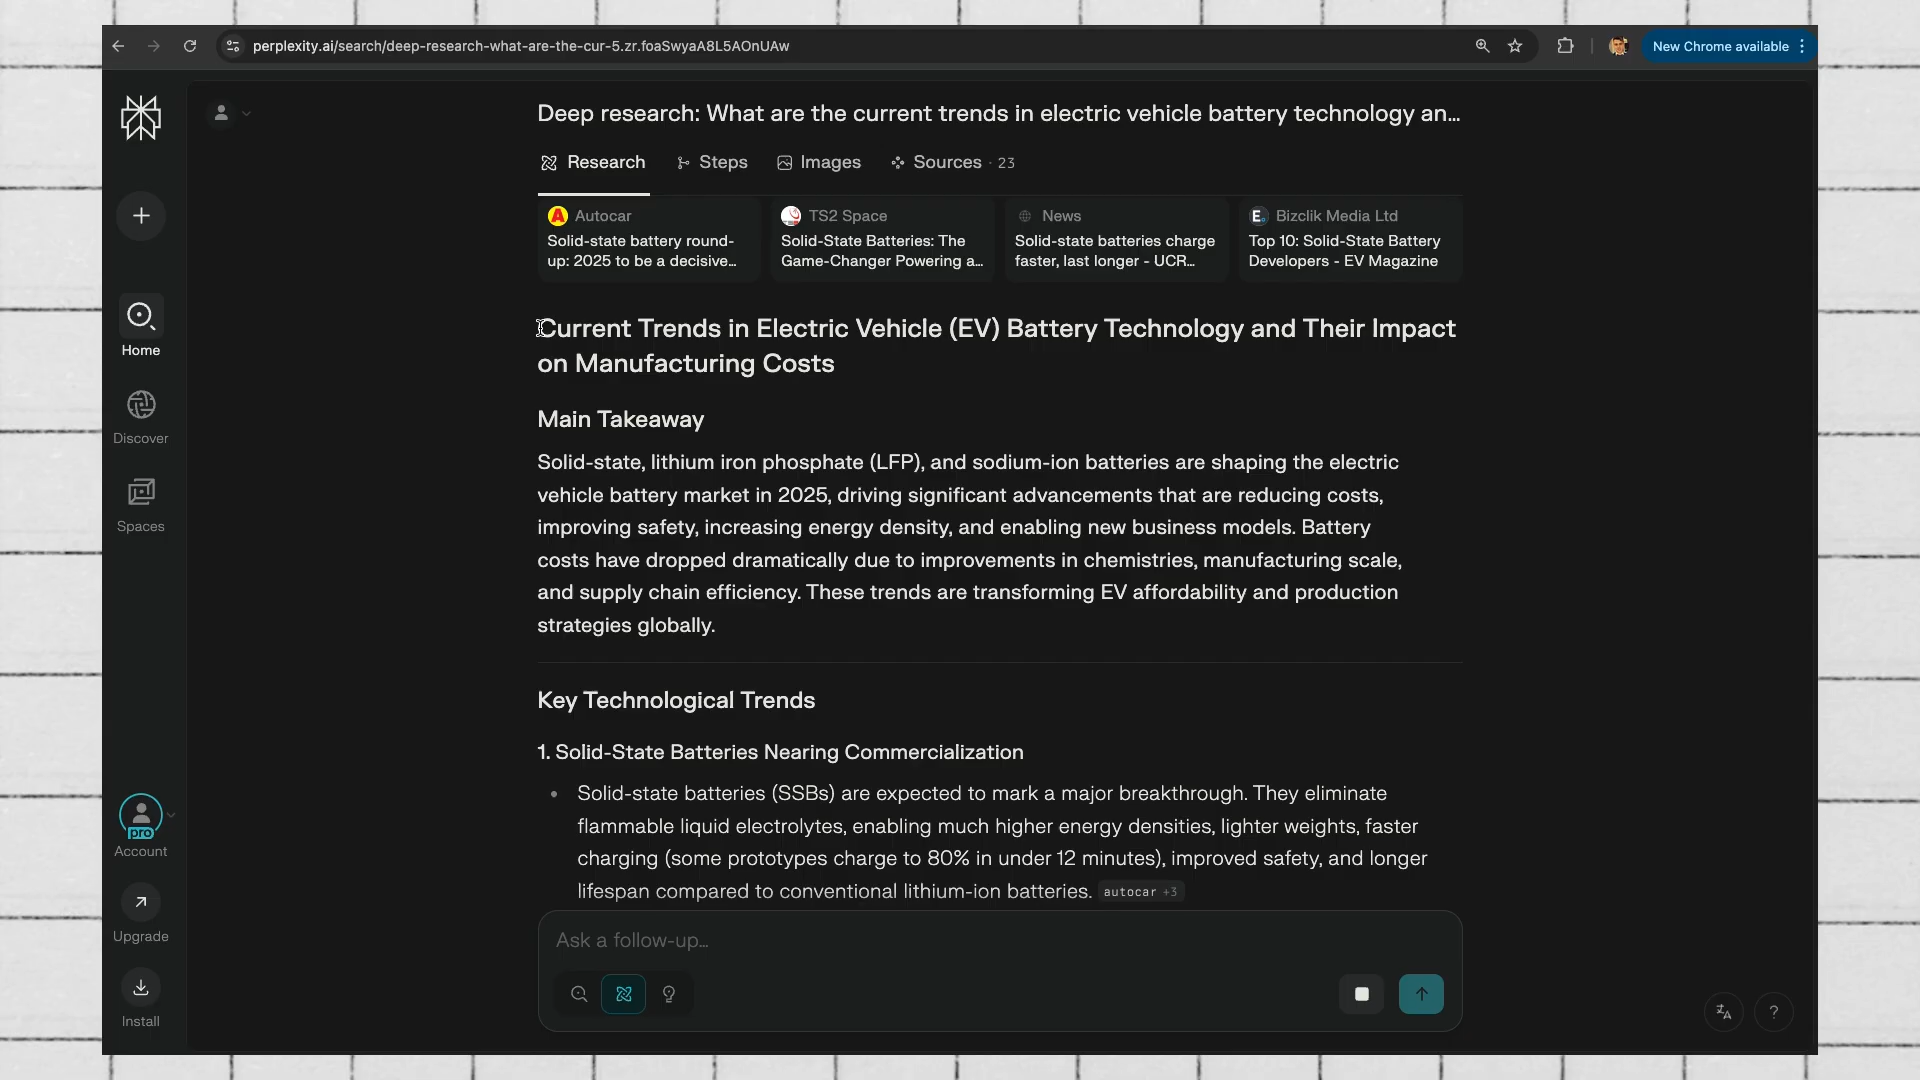 perplexity.ai/search/deep-research-what-are-the-cur-5.zr.foaSwyaA8L5AOnUAw
New Chrome available
Deep research: What are the current trends in electric vehicle battery technology an...
Research
Steps
Images
Sources · 23
Autocar
Solid-state battery round-
up: 2025 to be a decisive...
TS2 Space
Solid-State Batteries: The
Game-Changer Powering a...
News
Solid-state batteries charge
faster, last longer - UCR...
E.
Bizclik Media Ltd
Top 10: Solid-State Battery
Developers - EV Magazine
Home
Discover
Spaces
pro
Account
Upgrade
Install
Current Trends in Electric Vehicle (EV) Battery Technology and Their Impact
on Manufacturing Costs
Main Takeaway
Solid-state, lithium iron phosphate (LFP), and sodium-ion batteries are shaping the electric
vehicle battery market in 2025, driving significant advancements that are reducing costs,
improving safety, increasing energy density, and enabling new business models. Battery
costs have dropped dramatically due to improvements in chemistries, manufacturing scale,
and supply chain efficiency. These trends are transforming EV affordability and production
strategies globally.
Key Technological Trends
1. Solid-State Batteries Nearing Commercialization
• Solid-state batteries (SSBs) are expected to mark a major breakthrough. They eliminate
flammable liquid electrolytes, enabling much higher energy densities, lighter weights, faster
charging (some prototypes charge to 80% in under 12 minutes), improved safety, and longer
lifespan compared to conventional lithium-ion batteries. autocar +3
Ask a follow-up...
?